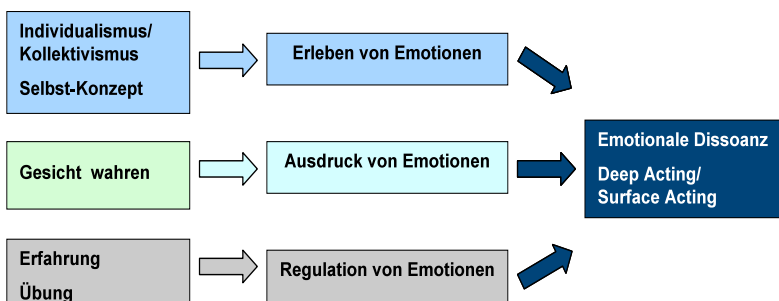 Individualismus/
Kollektivismus
Selbst-Konzept
Erleben von Emotionen
Gesicht wahren
Ausdruck von Emotionen
Erfahrung
Übung
Regulation von Emotionen
Emotionale Dissoanz
Deep Acting/
Surface Acting